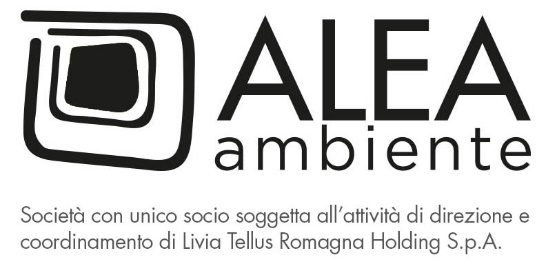 ALEA
ambiente
Società con unico socio soggetta all'attività di direzione e
coordinamento di Livia Tellus Romagna Holding S.p.A.